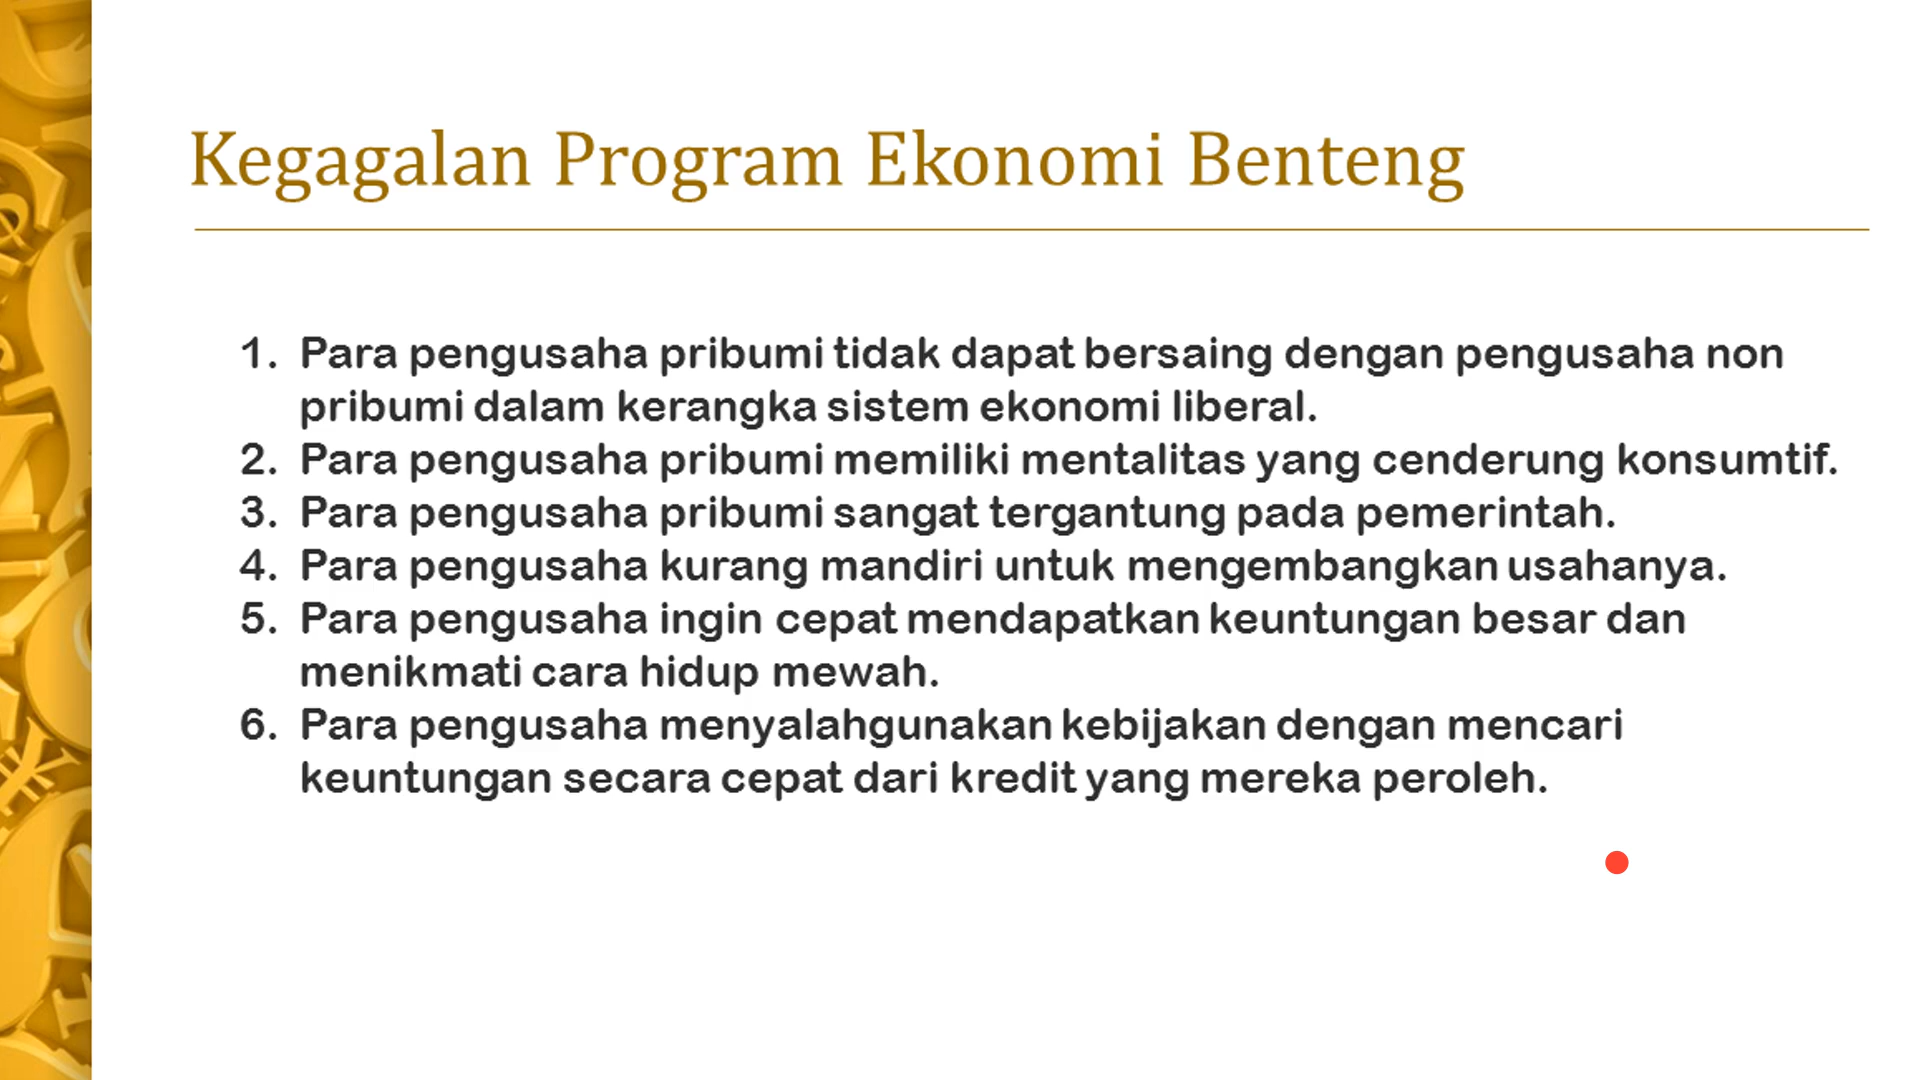 Kegagalan Program Ekonomi Benteng
1. Para pengusaha pribumi tidak dapat bersaing dengan pengusaha non
pribumi dalam kerangka sistem ekonomi liberal.
2. Para pengusaha pribumi memiliki mentalitas yang cenderung konsumtif.
3. Para pengusaha pribumi sangat tergantung pada pemerintah.
4. Para pengusaha kurang mandiri untuk mengembangkan usahanya.
5. Para pengusaha ingin cepat mendapatkan keuntungan besar dan
menikmati cara hidup mewah.
6. Para pengusaha menyalahgunakan kebijakan dengan mencari
keuntungan secara cepat dari kredit yang mereka peroleh.